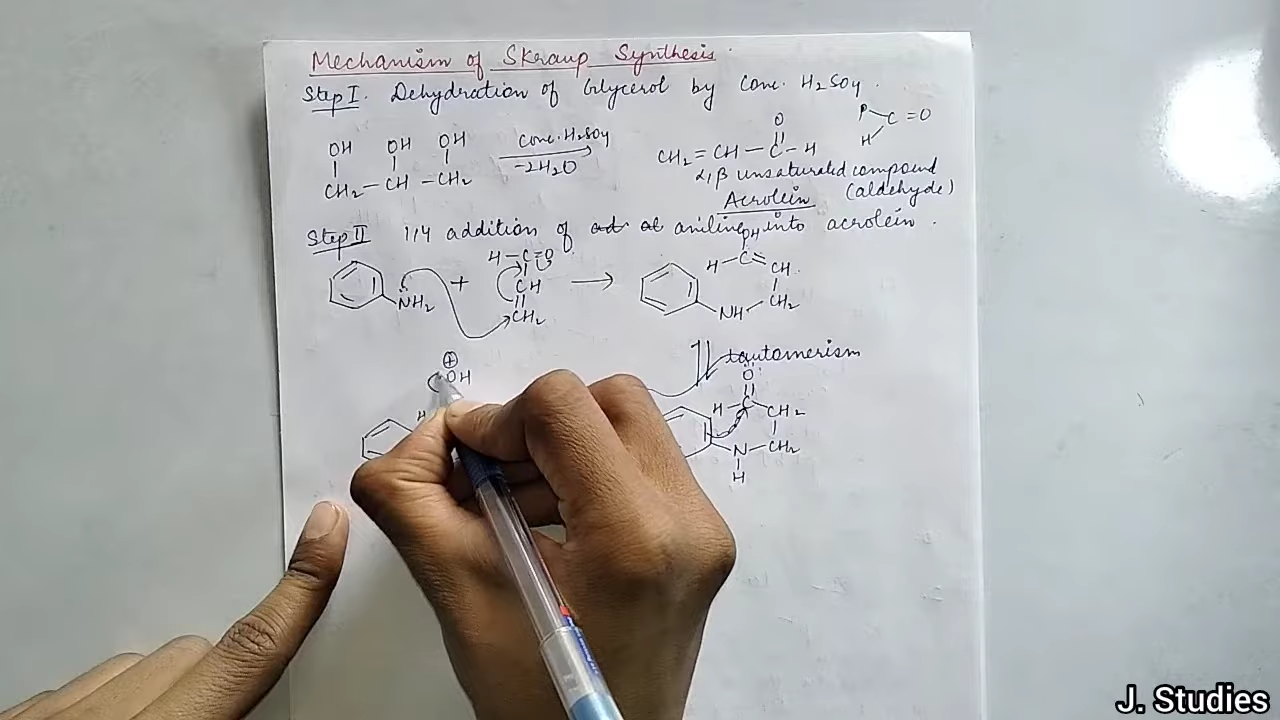 Mechanism of Skraup Synthesis.
Step I. Dehydration of Glycerol by Conc. H2SO4.
OH OH OH
CH2 – CH – CH2
Conc. H2SO4
-2H2O
O
CH2 = CH – C – H
R C = O
H
α,β unsaturated compound
Acrolein (aldehyde)
Step II 1,4 addition of aniline into acrolein.
H – C = O
CH
CH2
NH2 +
OH
H – C = CH
CH2
NH
tautomerism
⊕
OH
H
O
H – C CH2
N – CH2
H
J. Studies